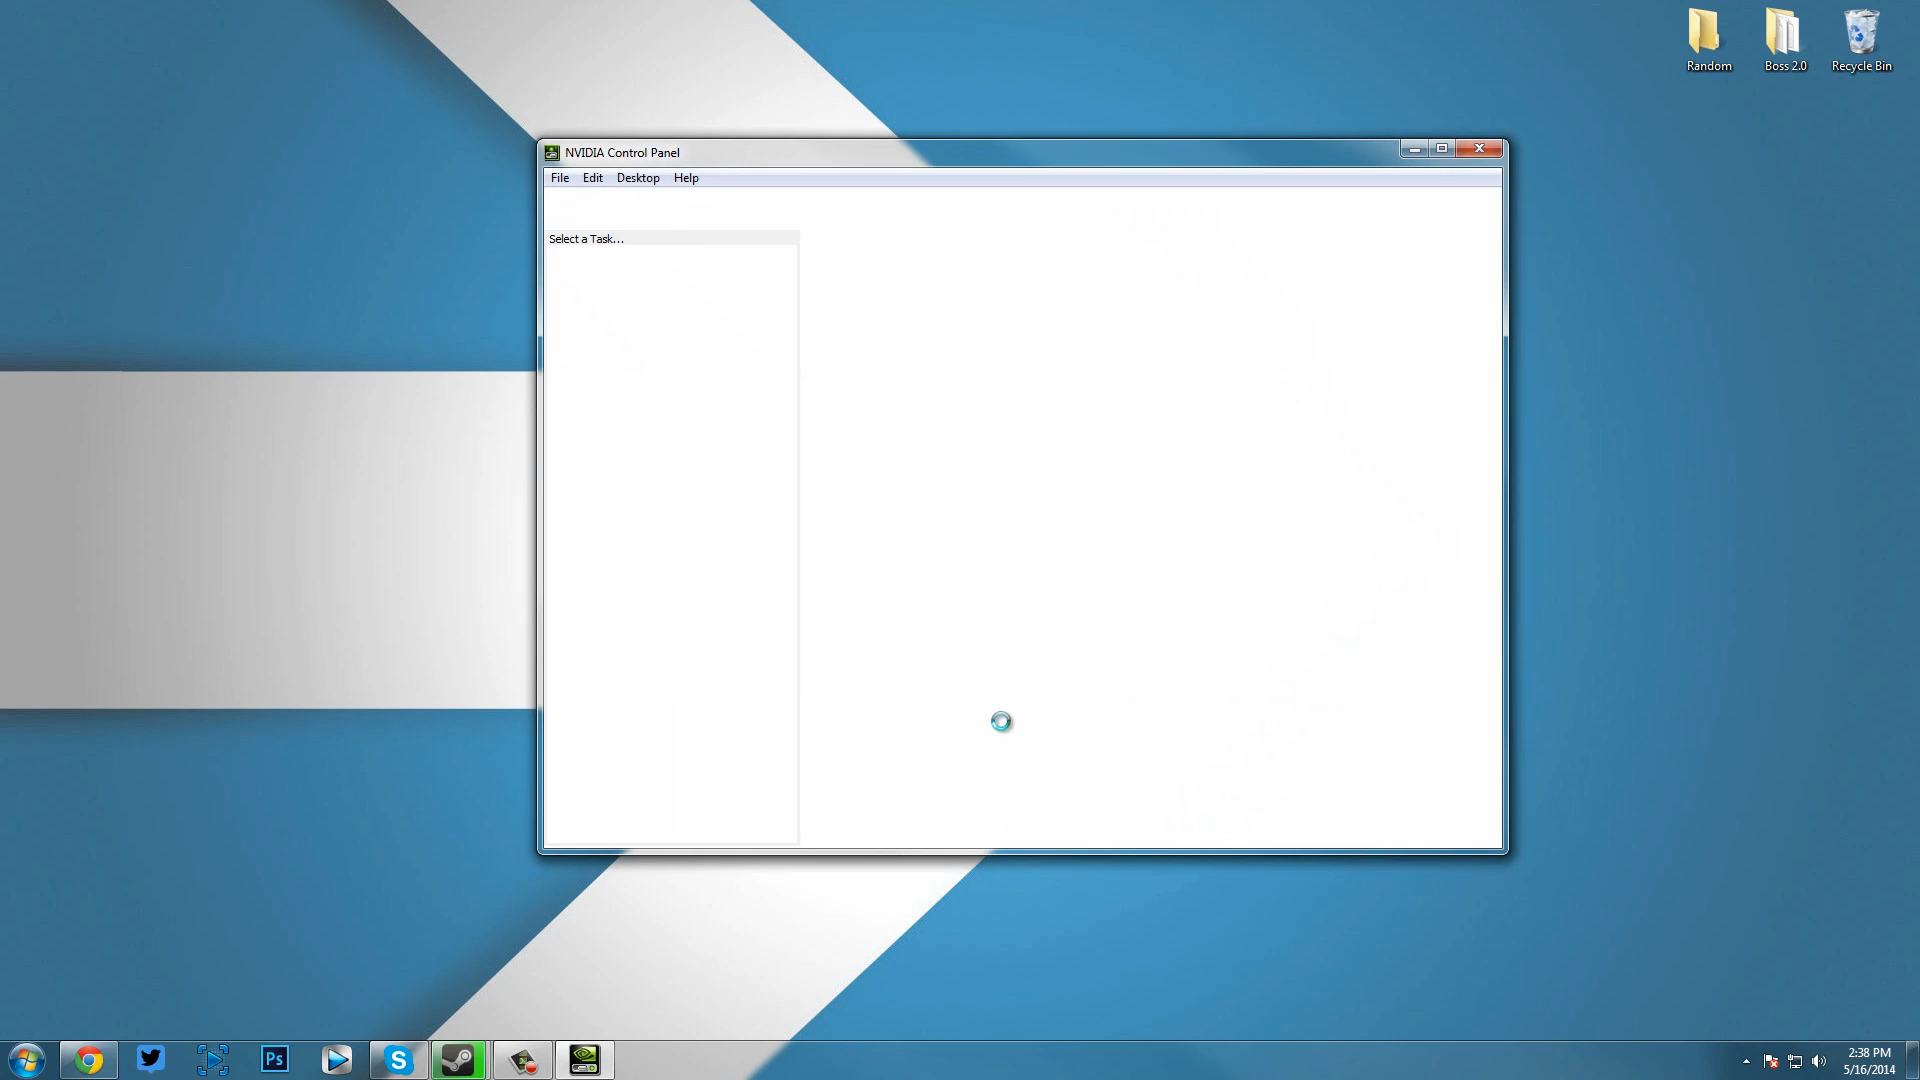 Random
Boss 2.0
Recycle Bin
NVIDIA Control Panel
File Edit Desktop Help
Select a Task...
Ps
S
2:38 PM
5/16/2014